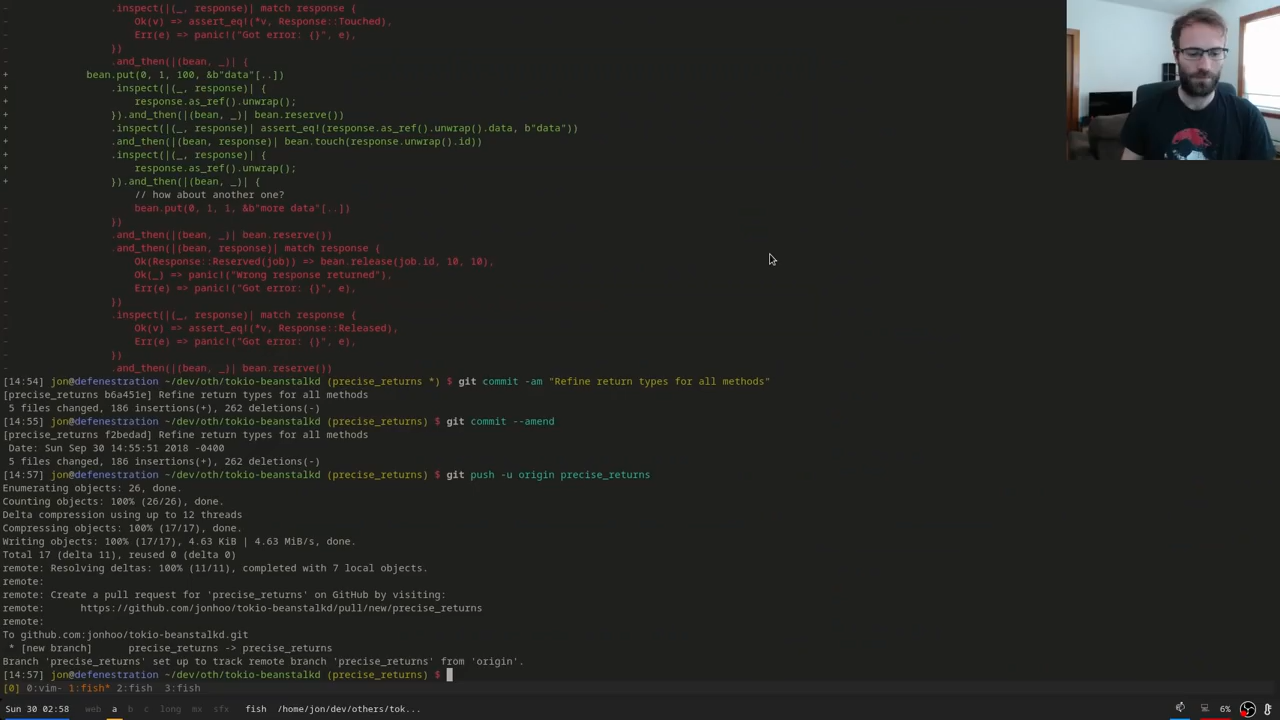 -                .inspect(|(_, response)| match response {
-                    Ok(v) => assert_eq!(*v, Response::Touched),
-                    Err(e) => panic!("Got error: {}", e),
-                })
-                .and_then(|(bean, _)| {
+            bean.put(0, 1, 100, &b"data"[..])
+                .inspect(|(_, response)| {
+                    response.as_ref().unwrap();
+                }).and_then(|(bean, _)| bean.reserve())
+                .inspect(|(_, response)| assert_eq!(response.as_ref().unwrap().data, b"data"))
+                .and_then(|(bean, response)| bean.touch(response.unwrap().id))
+                .inspect(|(_, response)| {
+                    response.as_ref().unwrap();
+                }).and_then(|(bean, _)| {
                     // how about another one?
-                    bean.put(0, 1, 1, &b"more data"[..])
-                })
-                .and_then(|(bean, _)| bean.reserve())
-                .and_then(|(bean, response)| match response {
-                    Ok(Response::Reserved(job)) => bean.release(job.id, 10, 10),
-                    Ok(_) => panic!("Wrong response returned"),
-                    Err(e) => panic!("Got error: {}", e),
-                })
-                .inspect(|(_, response)| match response {
-                    Ok(v) => assert_eq!(*v, Response::Released),
-                    Err(e) => panic!("Got error: {}", e),
-                })
-                .and_then(|(bean, _)| bean.reserve())
[14:54] jon@defenestration ~/dev/oth/tokio-beanstalkd (precise_returns *) $ git commit -am "Refine return types for all methods"
[precise_returns b6a451e] Refine return types for all methods
 5 files changed, 186 insertions(+), 262 deletions(-)
[14:55] jon@defenestration ~/dev/oth/tokio-beanstalkd (precise_returns) $ git commit --amend
[precise_returns f2bedad] Refine return types for all methods
 Date: Sun Sep 30 14:55:51 2018 -0400
 5 files changed, 186 insertions(+), 262 deletions(-)
[14:57] jon@defenestration ~/dev/oth/tokio-beanstalkd (precise_returns) $ git push -u origin precise_returns
Enumerating objects: 26, done.
Counting objects: 100% (26/26), done.
Delta compression using up to 12 threads
Compressing objects: 100% (17/17), done.
Writing objects: 100% (17/17), 4.63 KiB | 4.63 MiB/s, done.
Total 17 (delta 11), reused 0 (delta 0)
remote: Resolving deltas: 100% (11/11), completed with 7 local objects.
remote:
remote: Create a pull request for 'precise_returns' on GitHub by visiting:
remote:      https://github.com/jonhoo/tokio-beanstalkd/pull/new/precise_returns
remote:
To github.com:jonhoo/tokio-beanstalkd.git
 * [new branch]      precise_returns -> precise_returns
Branch 'precise_returns' set up to track remote branch 'precise_returns' from 'origin'.
[14:57] jon@defenestration ~/dev/oth/tokio-beanstalkd (precise_returns) $
[0] 0:vim- 1:fish* 2:fish  3:fish
Sun 30 02:58 web a b c long mx sfx fish /home/jon/dev/others/tok... 6%